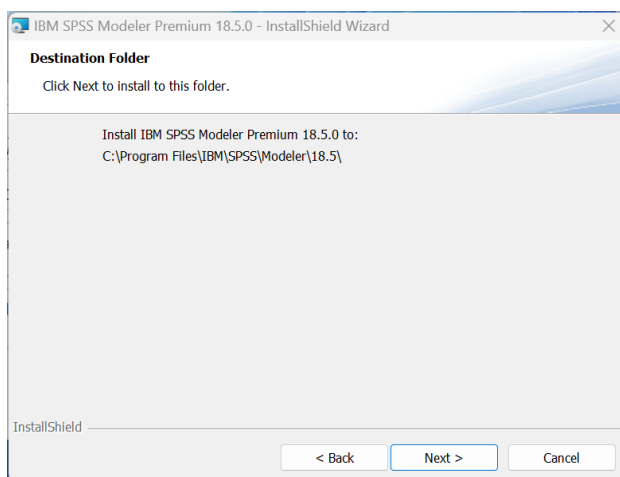 IBM SPSS Modeler Premium 18.5.0 - InstallShield Wizard
Destination Folder
Click Next to install to this folder.
Install IBM SPSS Modeler Premium 18.5.0 to:
C:\Program Files\IBM\SPSS\Modeler\18.5\
InstallShield
< Back Next > Cancel